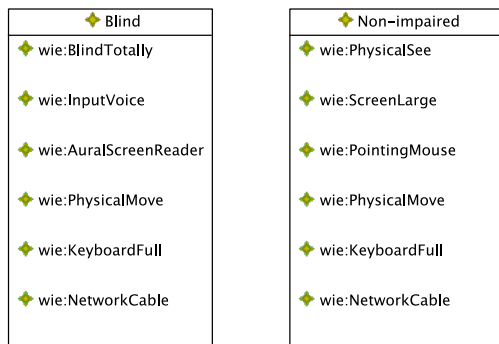 Blind
wie:BlindTotally
wie:InputVoice
wie:AuralScreenReader
wie:PhysicalMove
wie:KeyboardFull
wie:NetworkCable
Non-impaired
wie:PhysicalSee
wie:ScreenLarge
wie:PointingMouse
wie:PhysicalMove
wie:KeyboardFull
wie:NetworkCable